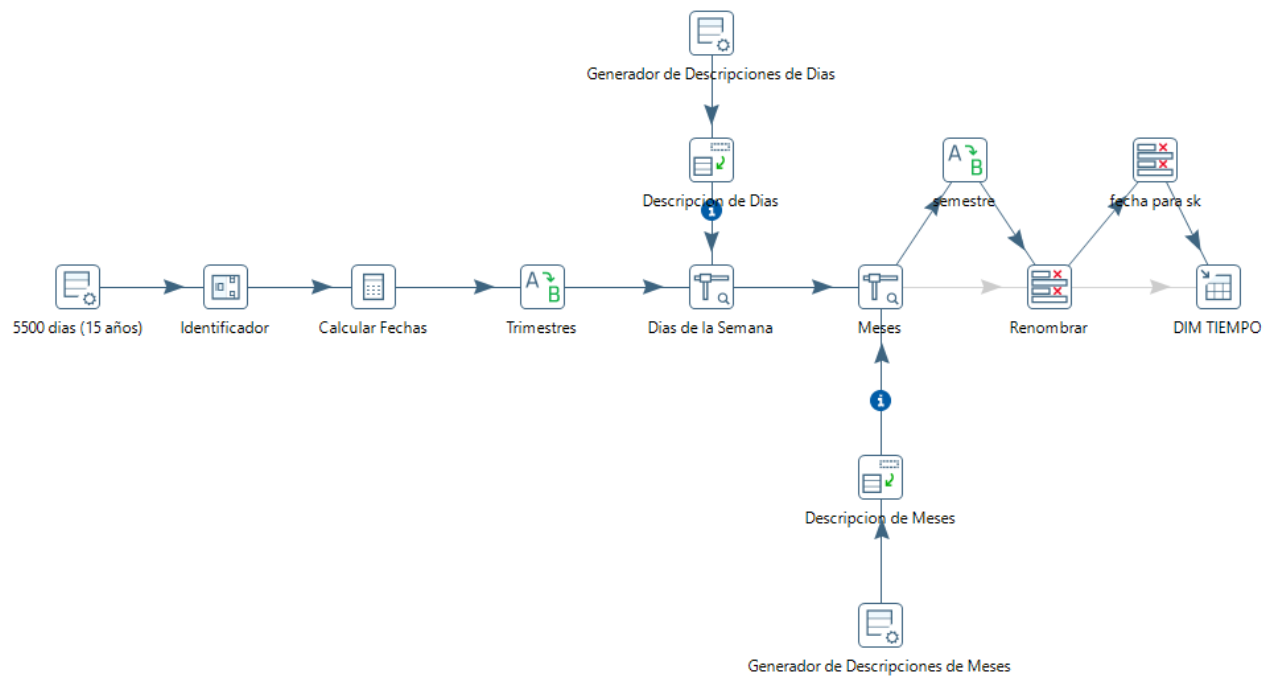 Generador de Descripciones de Dias
Descripcion de Dias
semestre
fecha para sk
5500 dias (15 años)
Identificador
Calcular Fechas
Trimestres
Dias de la Semana
Meses
Renombrar
DIM TIEMPO
Descripcion de Meses
Generador de Descripciones de Meses